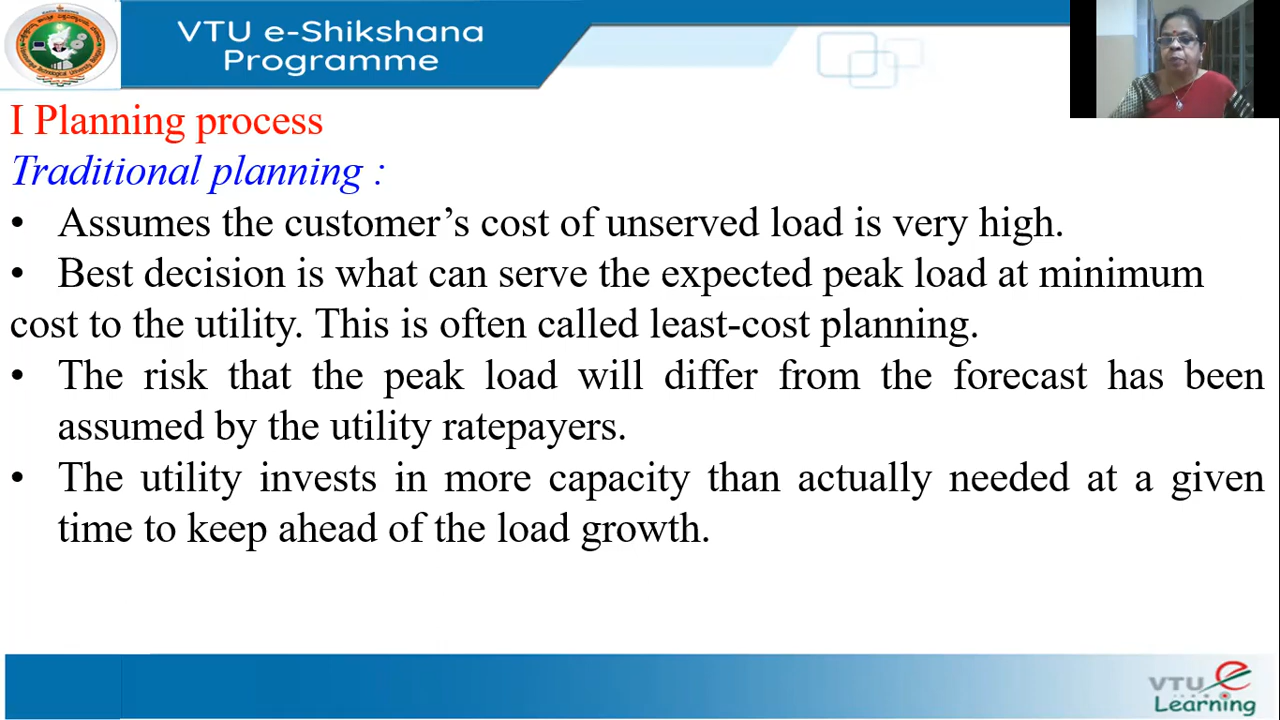 VTU e-Shikshana
Programme
I Planning process
Traditional planning :
• Assumes the customer's cost of unserved load is very high.
• Best decision is what can serve the expected peak load at minimum
cost to the utility. This is often called least-cost planning.
• The risk that the peak load will differ from the forecast has been
assumed by the utility ratepayers.
• The utility invests in more capacity than actually needed at a given
time to keep ahead of the load growth.
VTU e
Learning